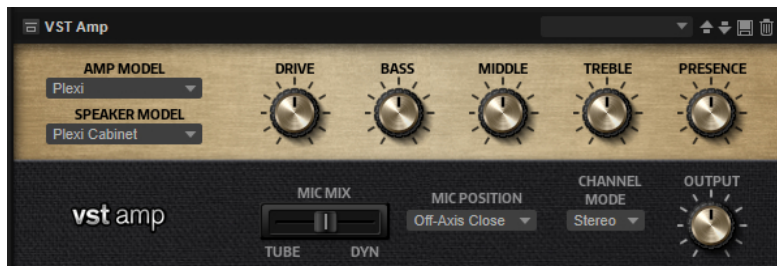 VST Amp
AMP MODEL
Plexi
SPEAKER MODEL
Plexi Cabinet
DRIVE
BASS
MIDDLE
TREBLE
PRESENCE
vst amp
MIC MIX
TUBE
DYN
MIC POSITION
Off-Axis Close
CHANNEL
MODE
Stereo
OUTPUT